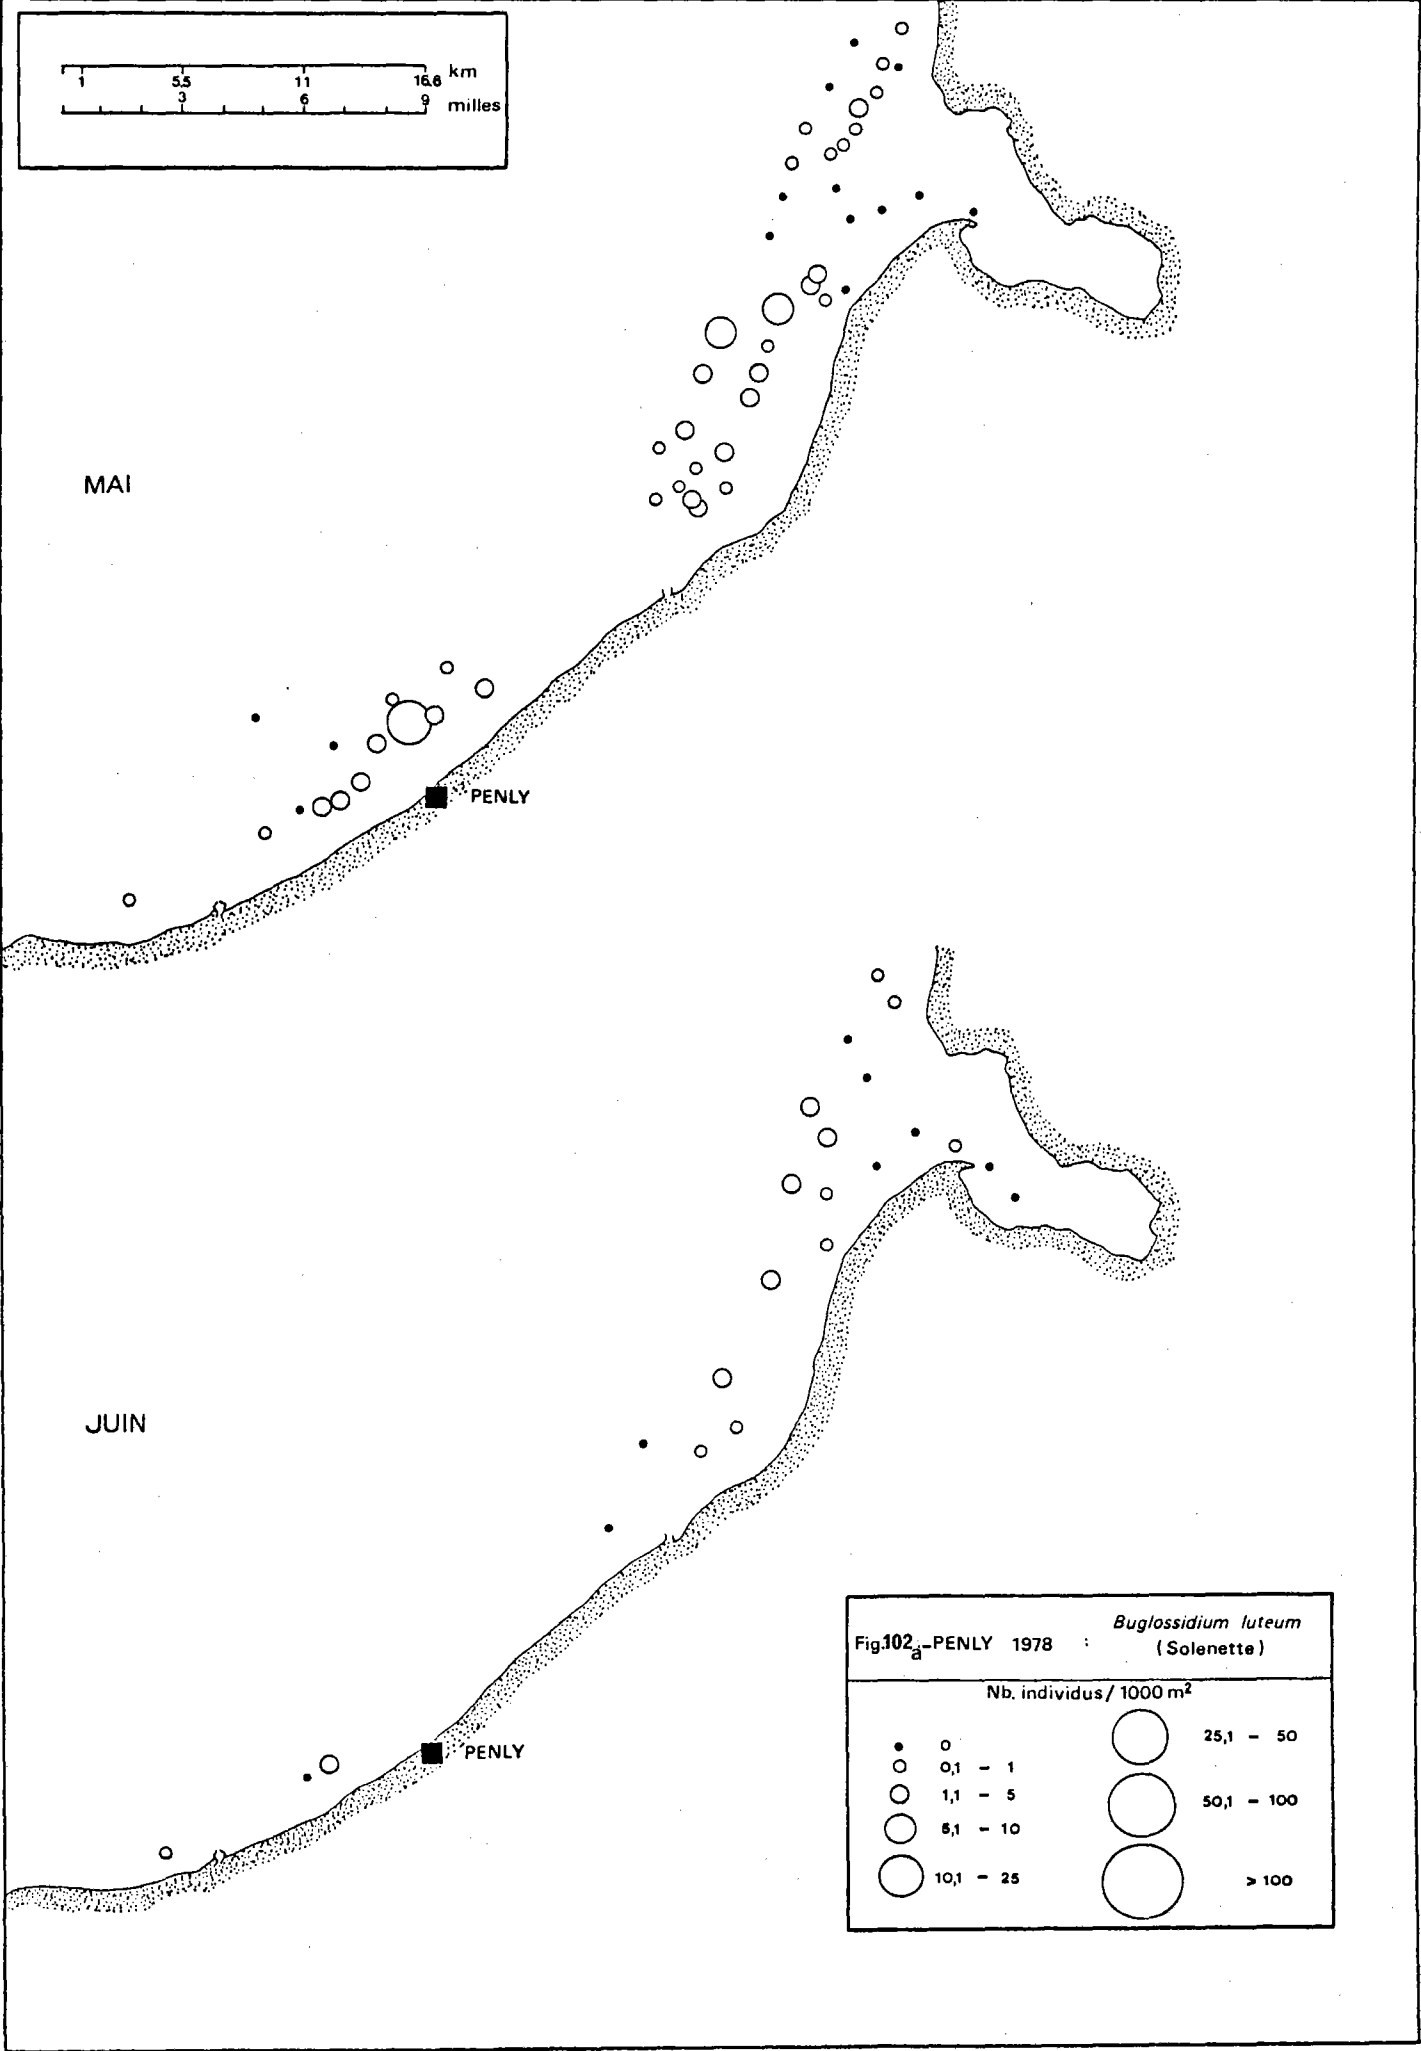 1 5.5 11 16.6 km
3 6 9 milles
MAI
PENLY
JUIN
PENLY
Fig.102a-PENLY 1978 : Buglossidium luteum
(Solenette)
Nb. individus / 1000 m²
0
0,1 - 1
1,1 - 5
5,1 - 10
10,1 - 25
25,1 - 50
50,1 - 100
> 100